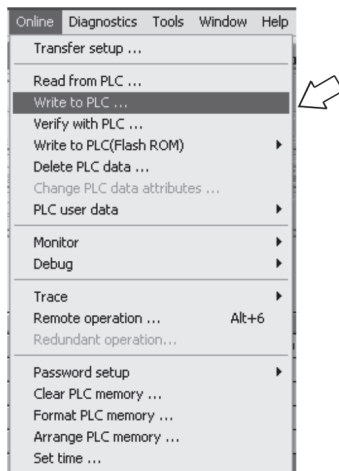 Online Diagnostics Tools Window Help
Transfer setup ...
Read from PLC ...
Write to PLC ...
Verify with PLC ...
Write to PLC(Flash ROM)
Delete PLC data ...
Change PLC data attributes ...
PLC user data
Monitor
Debug
Trace
Remote operation ... Alt+6
Redundant operation...
Password setup
Clear PLC memory ...
Format PLC memory ...
Arrange PLC memory ...
Set time ...